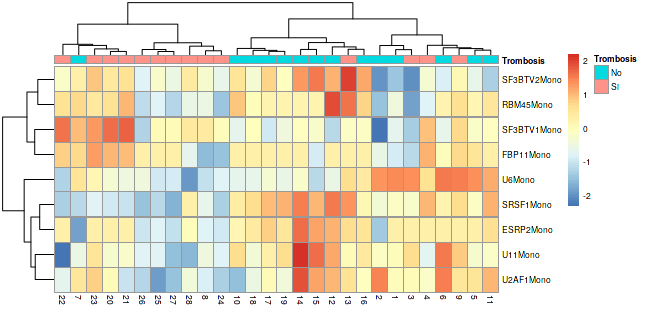 Trombosis
SF3BTV2Mono
RBM45Mono
SF3BTV1Mono
FBP11Mono
U6Mono
SRSF1Mono
ESRP2Mono
U11Mono
U2AF1Mono
22 7 23 20 21 26 25 27 28 8 24 10 18 17 19 14 15 12 13 16 2 1 3 4 6 9 5 11
2
1
0
-1
-2
Trombosis
No
SI